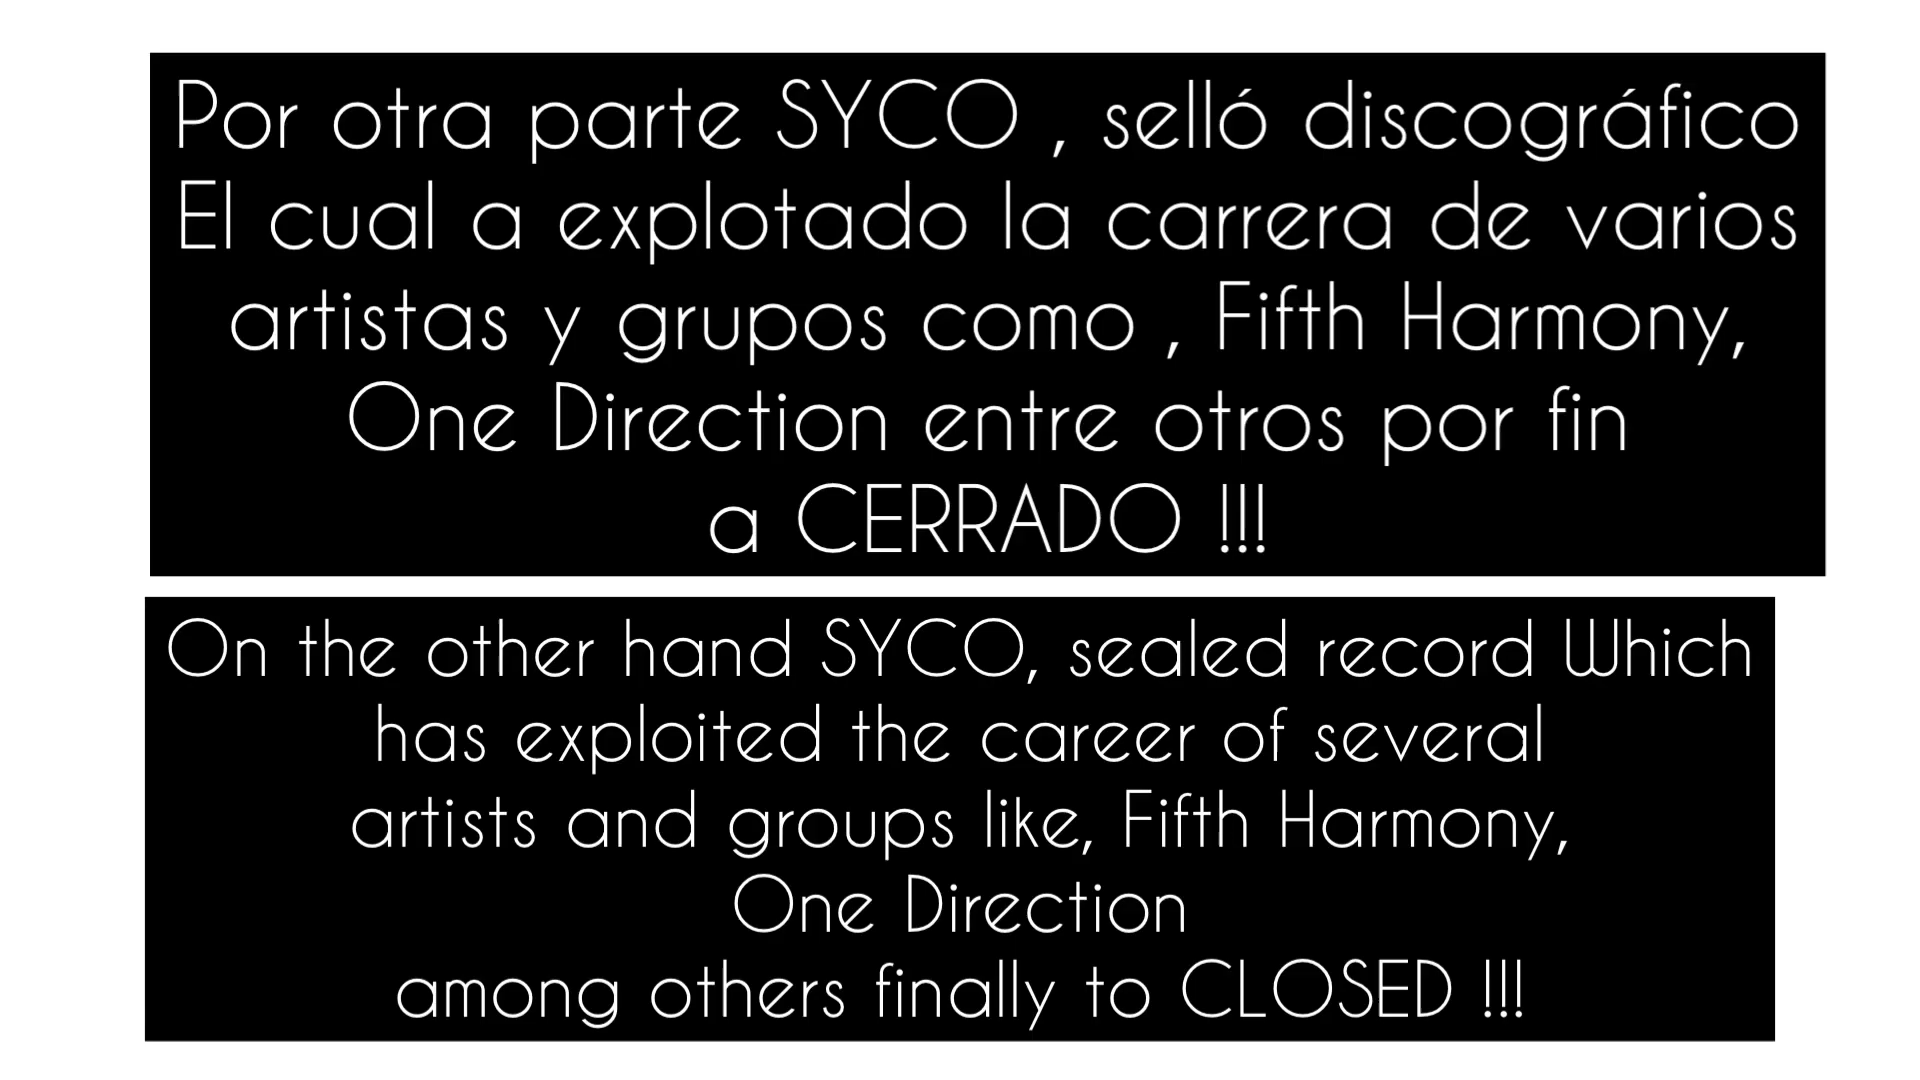 Por otra parte SYCO , selló discográfico
El cual a explotado la carrera de varios
artistas y grupos como , Fifth Harmony,
One Direction entre otros por fin
a CERRADO !!!
On the other hand SYCO, sealed record Which
has exploited the career of several
artists and groups like, Fifth Harmony,
One Direction
among others finally to CLOSED !!!